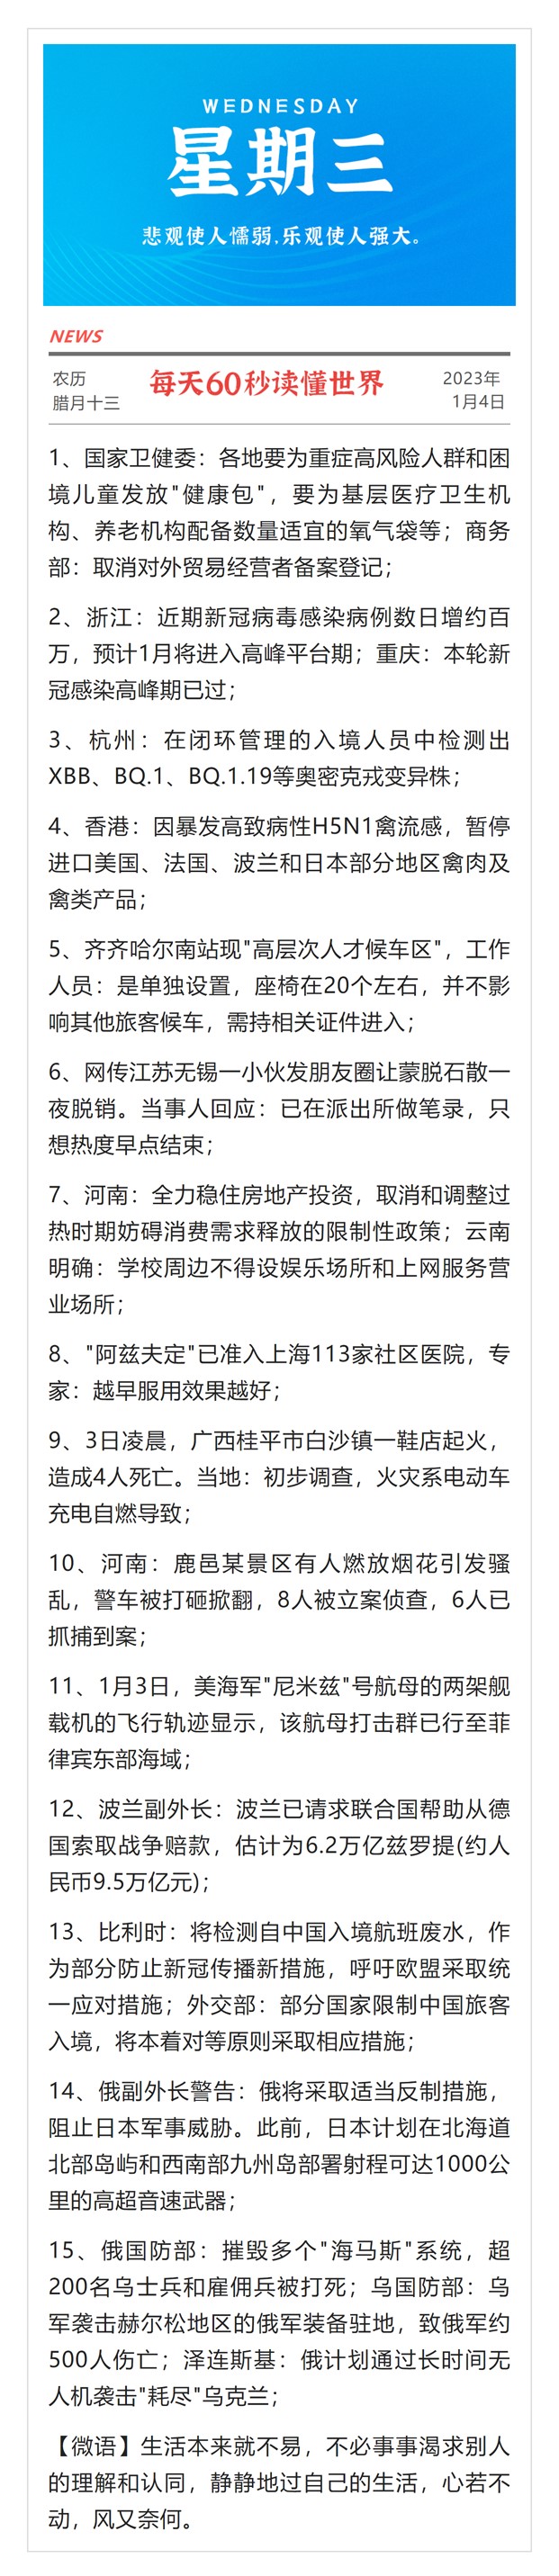 WEDNESDAY
星期三
悲观使人懦弱,乐观使人强大。
NEWS
农历
腊月十三
每天60秒读懂世界
2023年
1月4日
1、国家卫健委：各地要为重症高风险人群和困
境儿童发放"健康包"，要为基层医疗卫生机
构、养老机构配备数量适宜的氧气袋等；商务
部：取消对外贸易经营者备案登记；
2、浙江：近期新冠病毒感染病例数日增约百
万，预计1月将进入高峰平台期；重庆：本轮新
冠感染高峰期已过；
3、杭州：在闭环管理的入境人员中检测出
XBB、BQ.1、BQ.1.19等奥密克戎变异株；
4、香港：因暴发高致病性H5N1禽流感，暂停
进口美国、法国、波兰和日本部分地区禽肉及
禽类产品；
5、齐齐哈尔南站现"高层次人才候车区"，工作
人员：是单独设置，座椅在20个左右，并不影
响其他旅客候车，需持相关证件进入；
6、网传江苏无锡一小伙发朋友圈让蒙脱石散一
夜脱销。当事人回应：已在派出所做笔录，只
想热度早点结束；
7、河南：全力稳住房地产投资，取消和调整过
热时期妨碍消费需求释放的限制性政策；云南
明确：学校周边不得设娱乐场所和上网服务营
业场所；
8、"阿兹夫定"已准入上海113家社区医院，专
家：越早服用效果越好；
9、3日凌晨，广西桂平市白沙镇一鞋店起火，
造成4人死亡。当地：初步调查，火灾系电动车
充电自燃导致；
10、河南：鹿邑某景区有人燃放烟花引发骚
乱，警车被打砸掀翻，8人被立案侦查，6人已
抓捕到案；
11、1月3日，美海军"尼米兹"号航母的两架舰
载机的飞行轨迹显示，该航母打击群已行至菲
律宾东部海域；
12、波兰副外长：波兰已请求联合国帮助从德
国索取战争赔款，估计为6.2万亿兹罗提(约人
民币9.5万亿元)；
13、比利时：将检测自中国入境航班废水，作
为部分防止新冠传播新措施，呼吁欧盟采取统
一应对措施；外交部：部分国家限制中国旅客
入境，将本着对等原则采取相应措施；
14、俄副外长警告：俄将采取适当反制措施，
阻止日本军事威胁。此前，日本计划在北海道
北部岛屿和西南部九州岛部署射程可达1000公
里的高超音速武器；
15、俄国防部：摧毁多个"海马斯"系统，超
200名乌士兵和雇佣兵被打死；乌国防部：乌
军袭击赫尔松地区的俄军装备驻地，致俄军约
500人伤亡；泽连斯基：俄计划通过长时间无
人机袭击"耗尽"乌克兰；
【微语】生活本来就不易，不必事事渴求别人
的理解和认同，静静地过自己的生活，心若不
动，风又奈何。